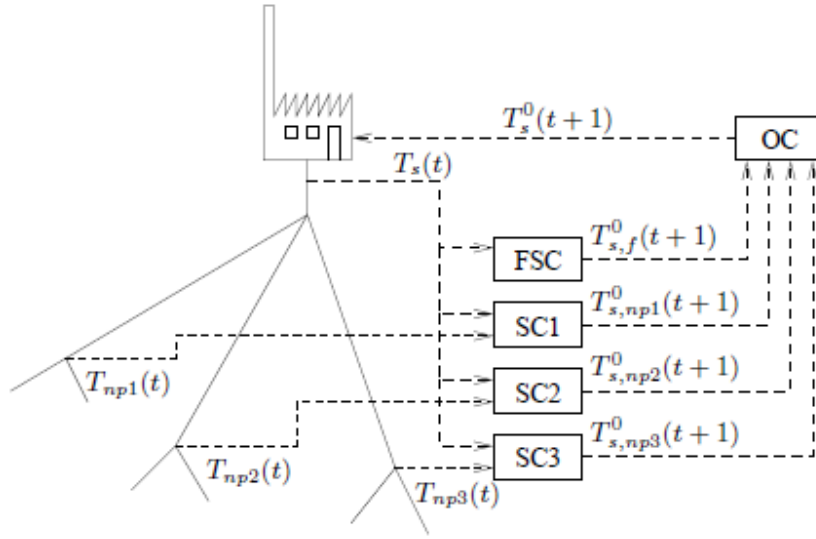 T_s^0(t+1)
OC
T_s(t)
FSC
T_{s,f}^0(t+1)
SC1
T_{s,np1}^0(t+1)
T_{np1}(t)
SC2
T_{s,np2}^0(t+1)
T_{np2}(t)
SC3
T_{s,np3}^0(t+1)
T_{np3}(t)